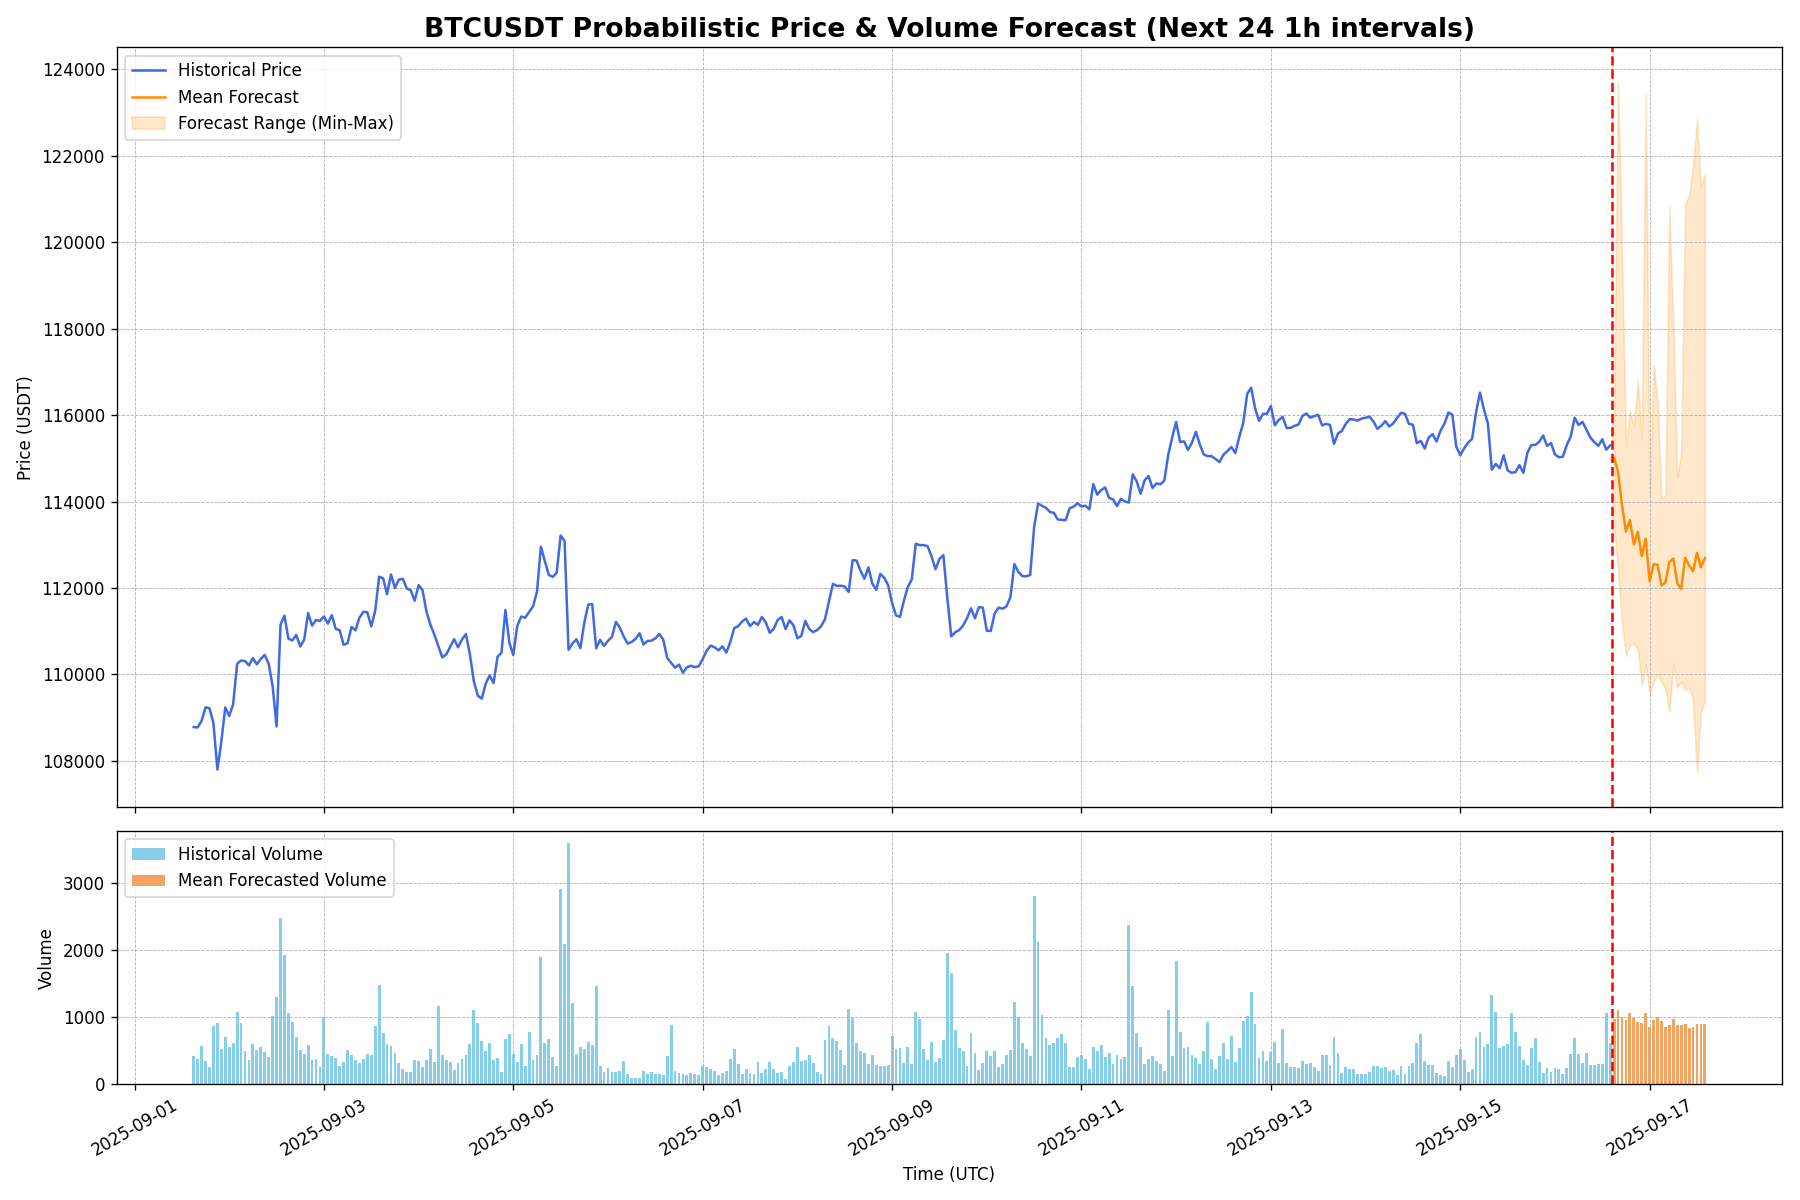 BTCUSDT Probabilistic Price & Volume Forecast (Next 24 1h intervals)
Historical Price
Mean Forecast
Forecast Range (Min-Max)
124000
122000
120000
118000
116000
114000
112000
110000
108000
Price (USDT)
Historical Volume
Mean Forecasted Volume
3000
2000
1000
0
Volume
2025-09-01
2025-09-03
2025-09-05
2025-09-07
2025-09-09
2025-09-11
2025-09-13
2025-09-15
2025-09-17
Time (UTC)